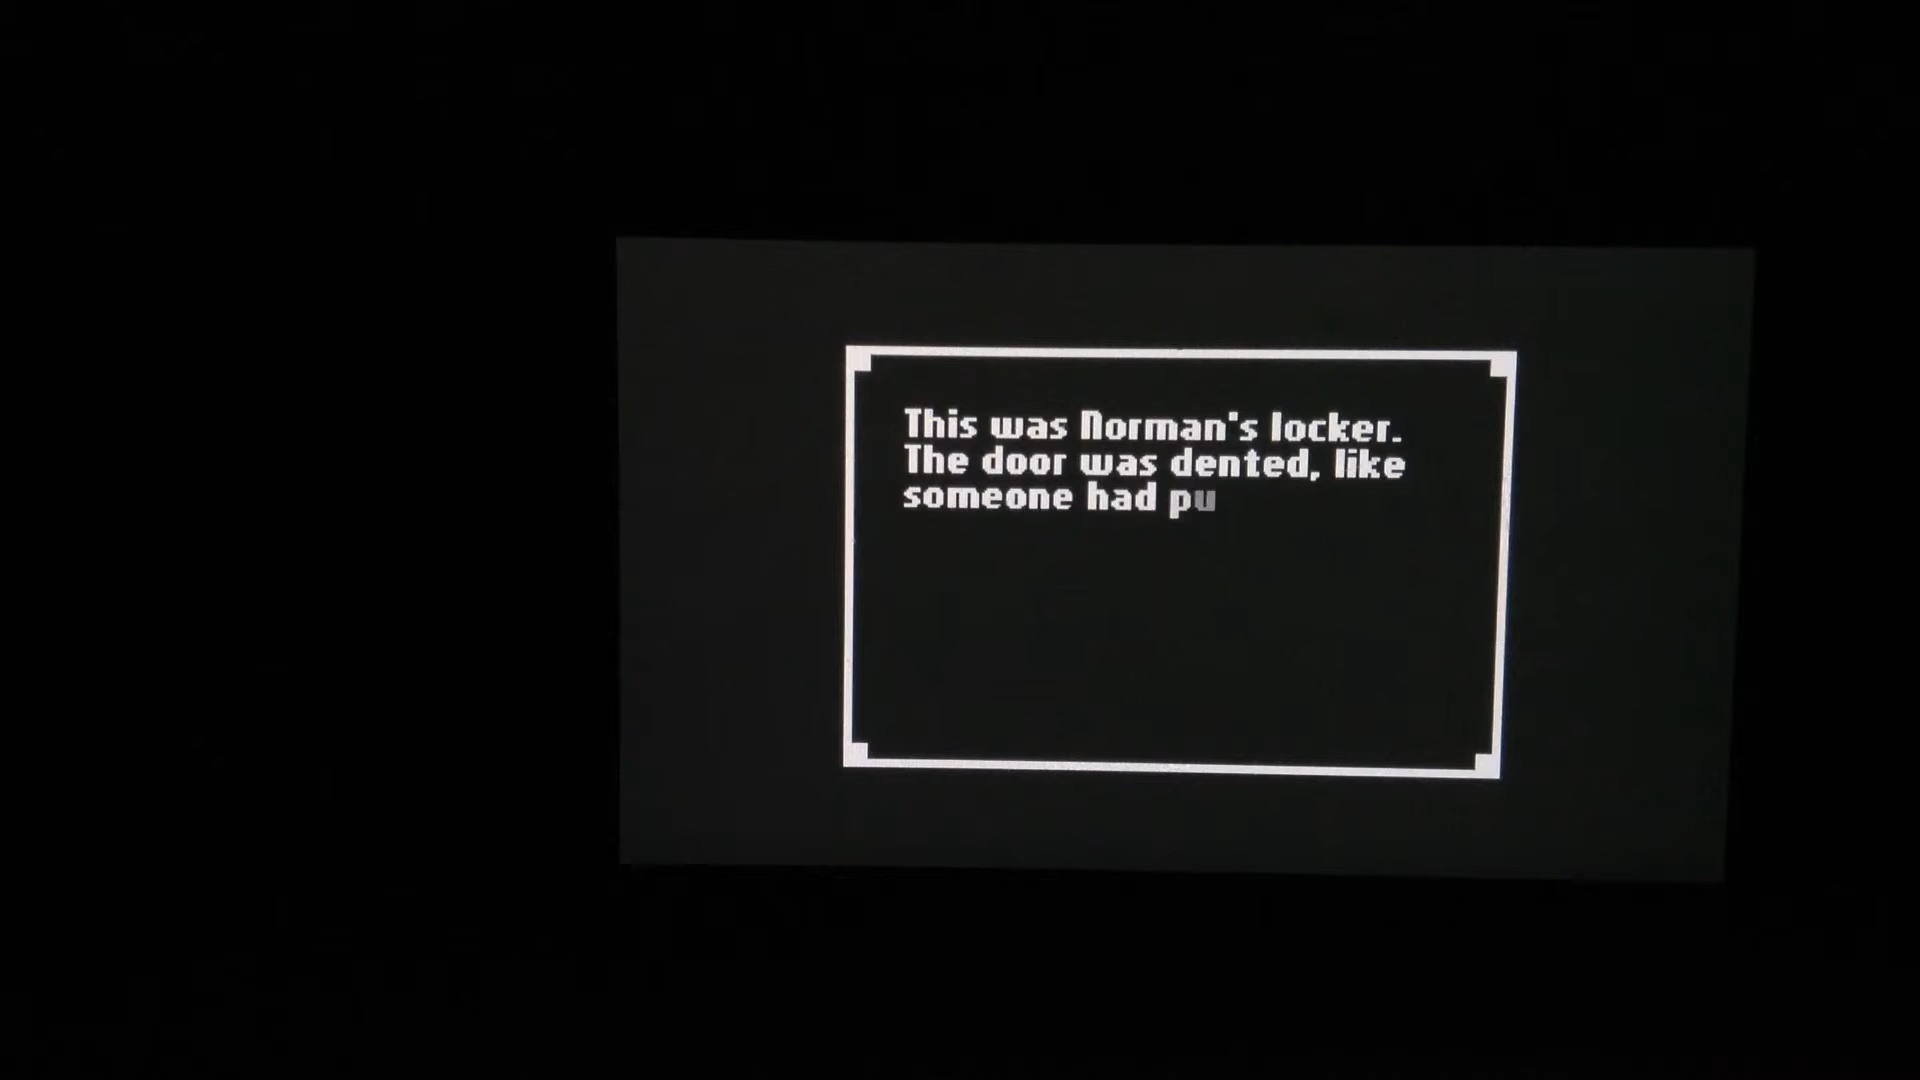 This was Norman's locker.
The door was dented, like
someone had pu